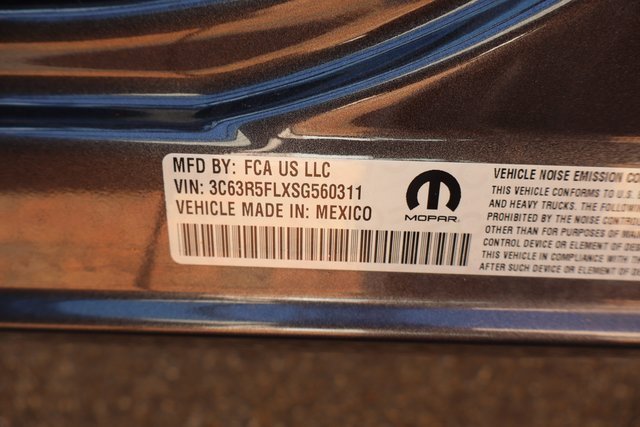 MFD BY: FCA US LLC
VIN: 3C63R5FLXSG560311
VEHICLE MADE IN: MEXICO
MOPAR
VEHICLE NOISE EMISSION
THIS VEHICLE CONFORMS TO U.S.
AND HEAVY TRUCKS. THE FOLLOWING
PROHIBITED BY THE NOISE CONTROL
OTHER THAN FOR PURPOSES OF
CONTROL DEVICE OR ELEMENT OF
THIS VEHICLE IN COMPLIANCE WITH
AFTER SUCH DEVICE OR ELEMENT OF